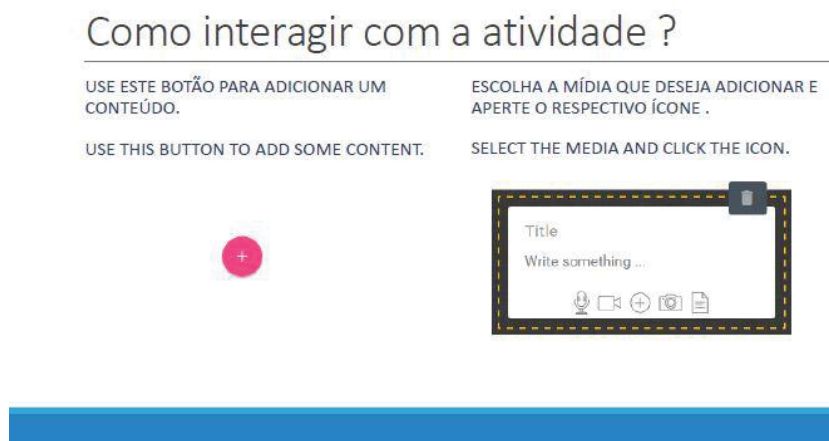 Como interagir com a atividade ?
USE ESTE BOTÃO PARA ADICIONAR UM
CONTEÚDO.
USE THIS BUTTON TO ADD SOME CONTENT.
ESCOLHA A MÍDIA QUE DESEJA ADICIONAR E
APERTE O RESPECTIVO ÍCONE .
SELECT THE MEDIA AND CLICK THE ICON.
Title
Write something ...